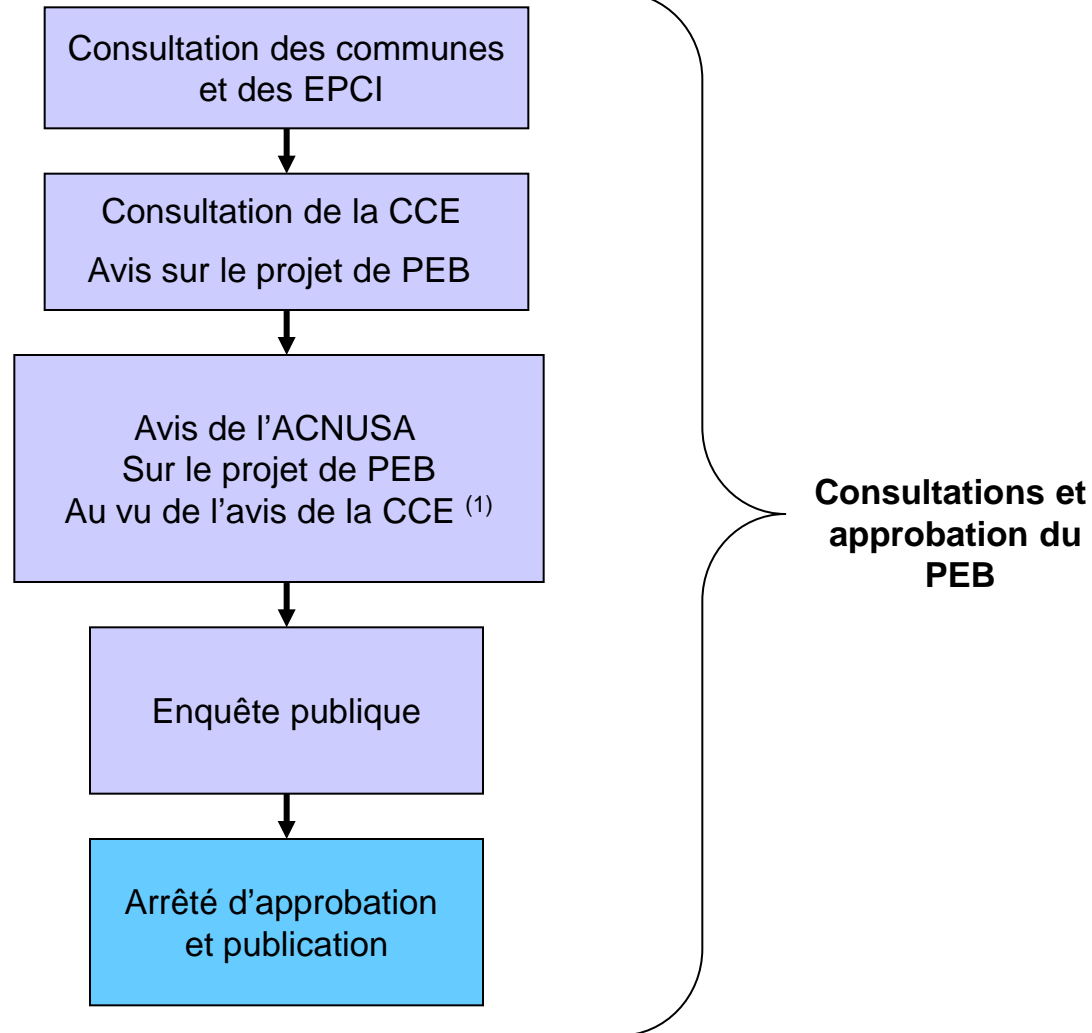 Consultation des communes
et des EPCI
Consultation de la CCE
Avis sur le projet de PEB
Avis de l’ACNUSA
Sur le projet de PEB
Au vu de l’avis de la CCE (1)
Enquête publique
Arrêté d’approbation
et publication
Consultations et
approbation du
PEB